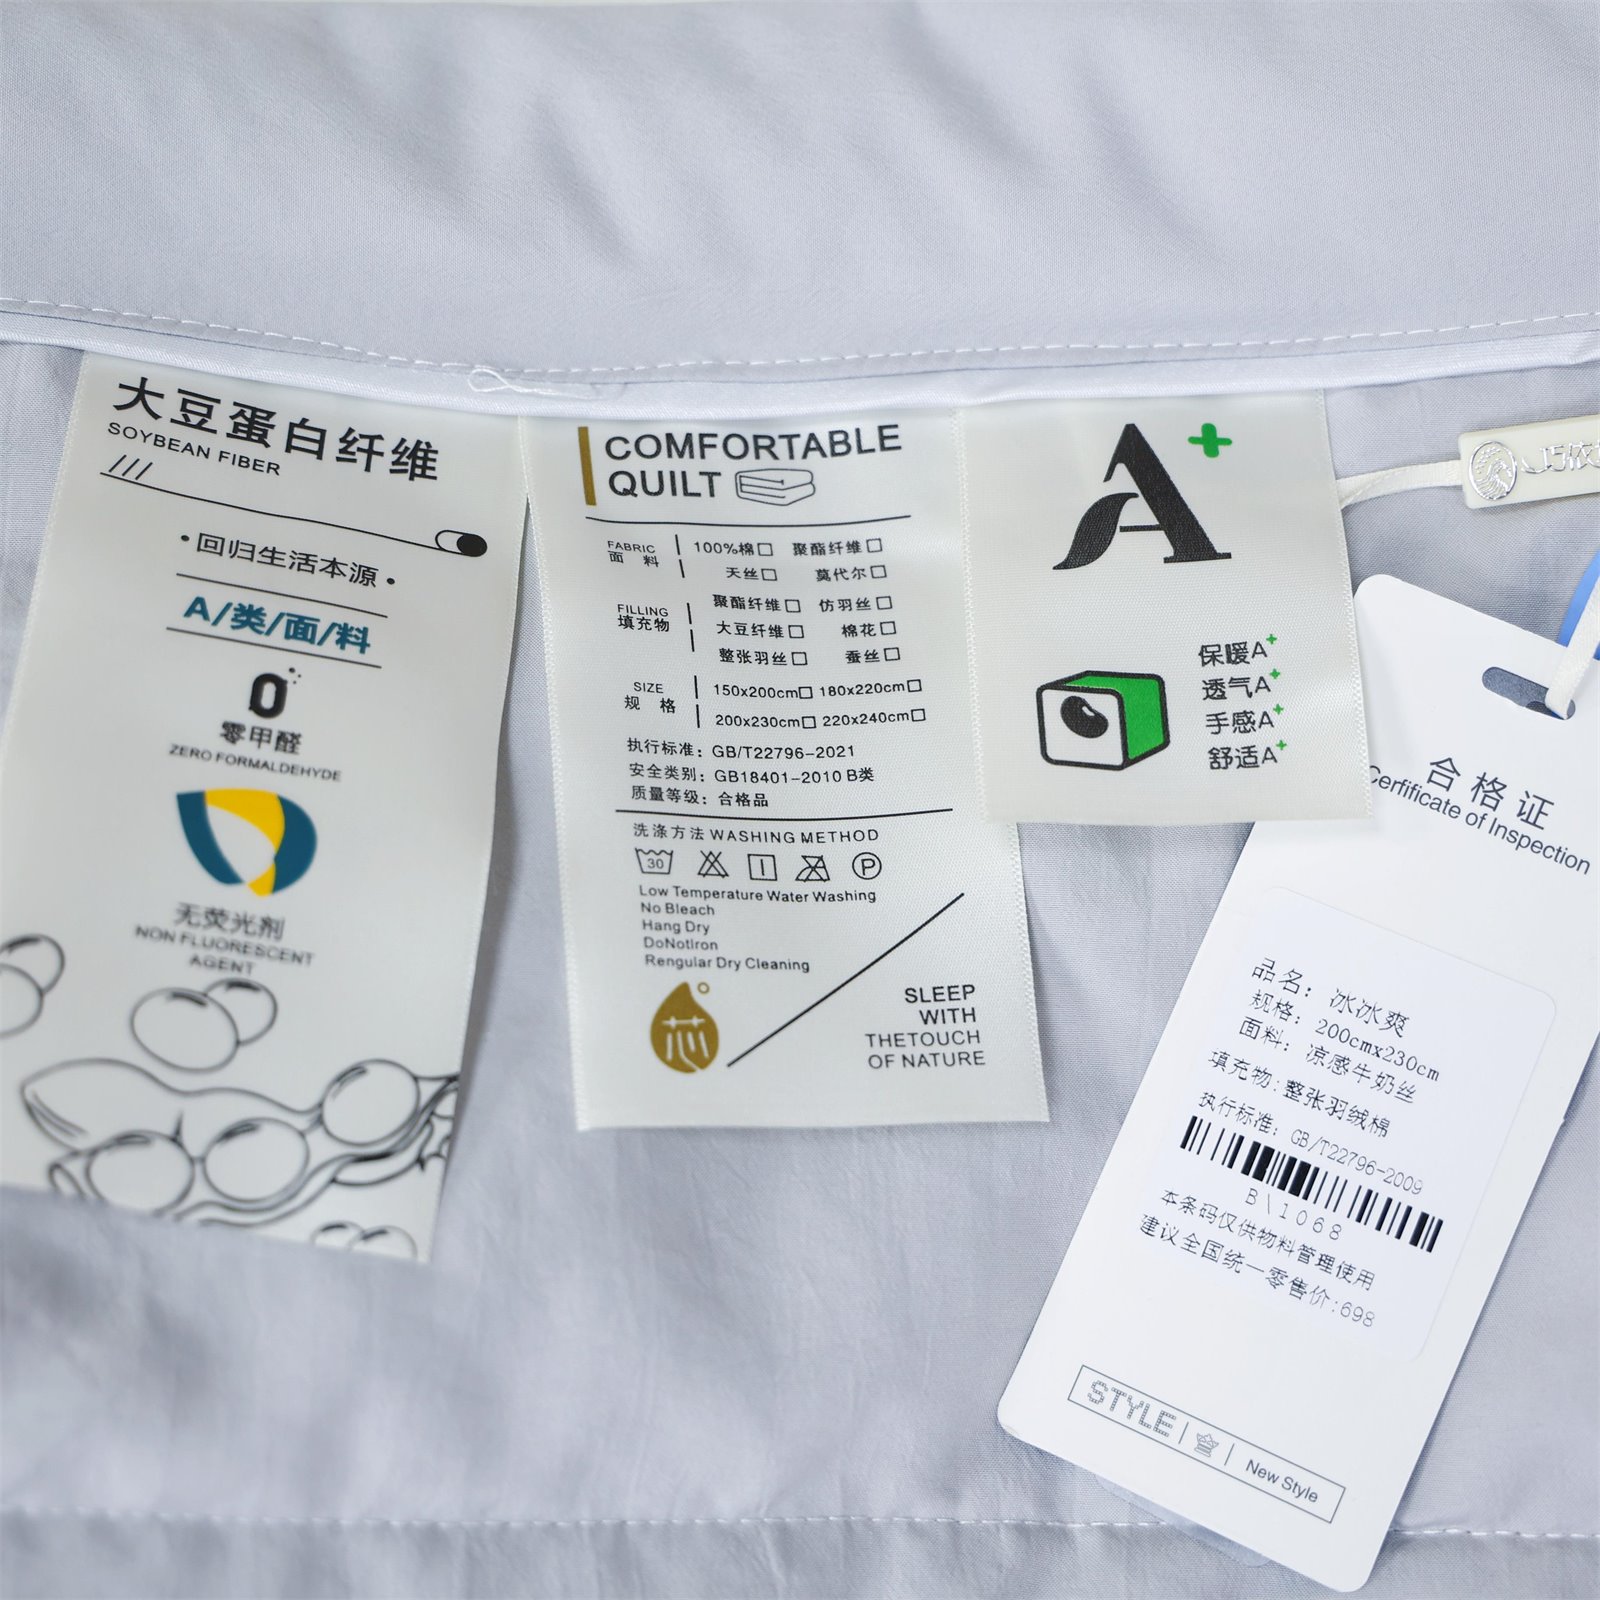 大豆蛋白纤维
SOYBEAN FIBER
·回归生活本源·
A/类/面/料
0
零甲醛
ZERO FORMALDEHYDE
无荧光剂
NON FLUORESCENT
AGENT
COMFORTABLE
QUILT
FABRIC 100%棉□ 聚酯纤维□
面 料 天丝□ 莫代尔□
聚酯纤维□ 仿羽丝□
FILLING 大豆纤维□ 棉花□
填充物 整张羽丝□ 蚕丝□
SIZE 150x200cm□ 180x220cm□
规 格 200x230cm□ 220x240cm□
执行标准：GB/T22796-2021
安全类别：GB18401-2010 B类
质量等级：合格品
洗涤方法 WASHING METHOD
30 P
Low Temperature Water Washing
No Bleach
Hang Dry
DoNotIron
Rengular Dry Cleaning
芯
SLEEP
WITH
THETOUCH
OF NATURE
A+
保暖A+
透气A+
手感A+
舒适A+
巧依
合格证
Cerfificate of Inspection
品名：冰冰爽
规格：200cmx230cm
面料：凉感牛奶丝
填充物:整张羽绒棉
执行标准：GB/T22796-2009
B\1068
本条码仅供物料管理使用
建议全国统一零售价:698
STYLE | New Style